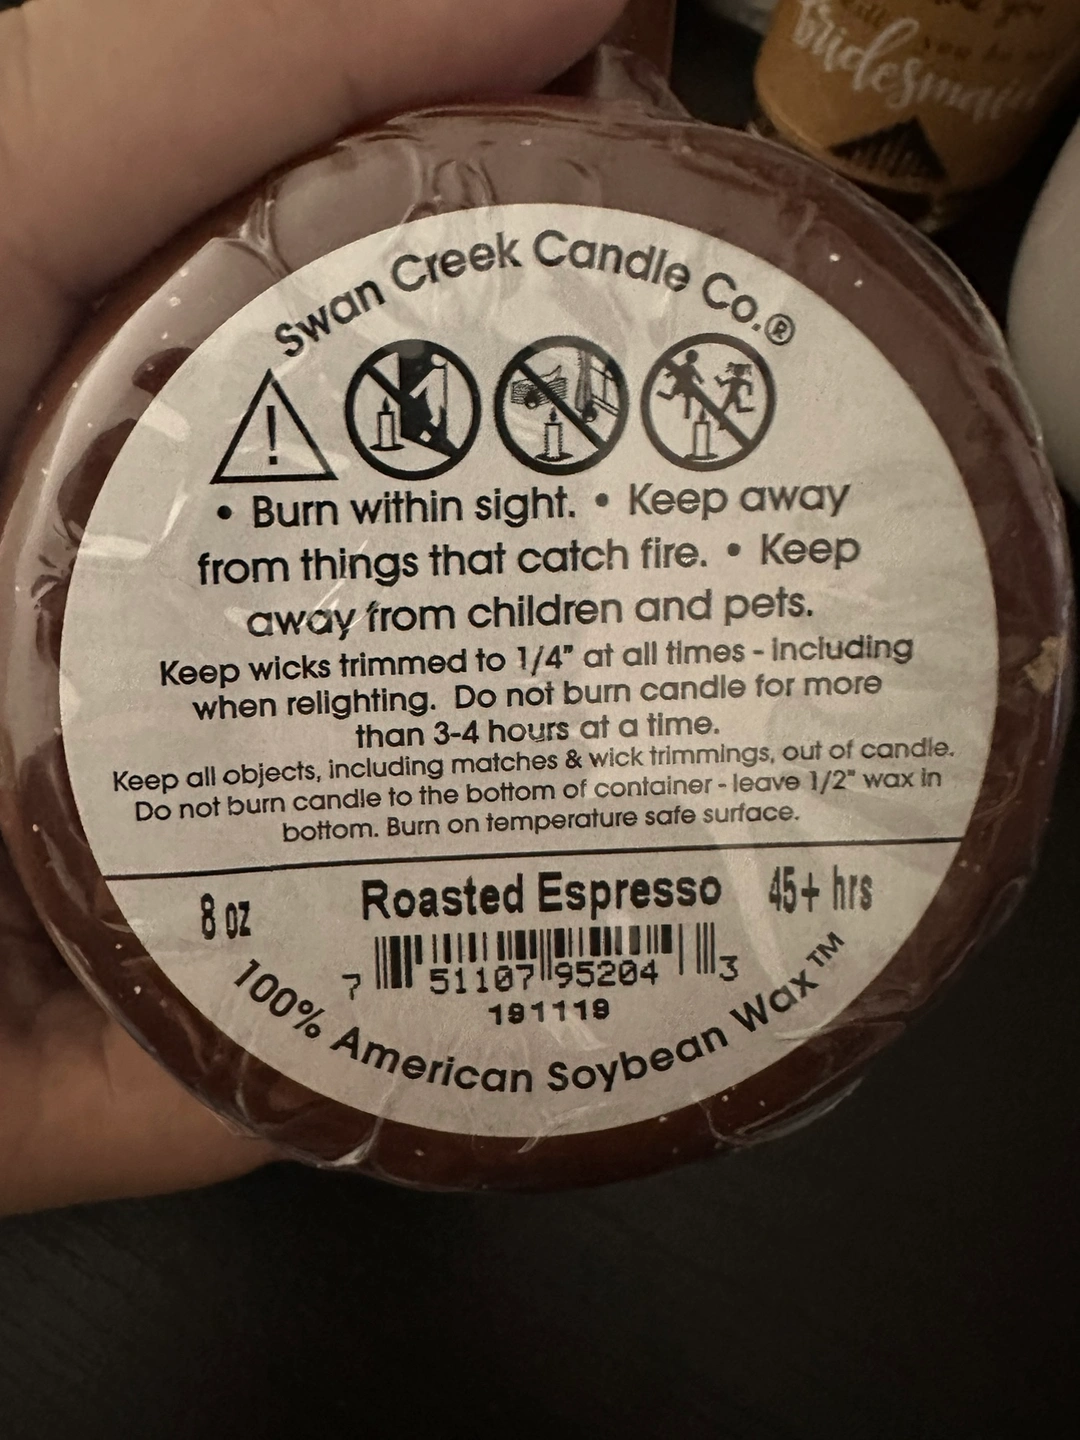 you
bridesmaid
Swan Creek Candle Co.®
• Burn within sight. • Keep away
from things that catch fire. • Keep
away from children and pets.
Keep wicks trimmed to 1/4" at all times - including
when relighting. Do not burn candle for more
than 3-4 hours at a time.
Keep all objects, including matches & wick trimmings, out of candle.
Do not burn candle to the bottom of container - leave 1/2" wax in
bottom. Burn on temperature safe surface.
8 oz Roasted Espresso 45+ hrs
7 51107 95204 3
191119
100% American Soybean Wax™